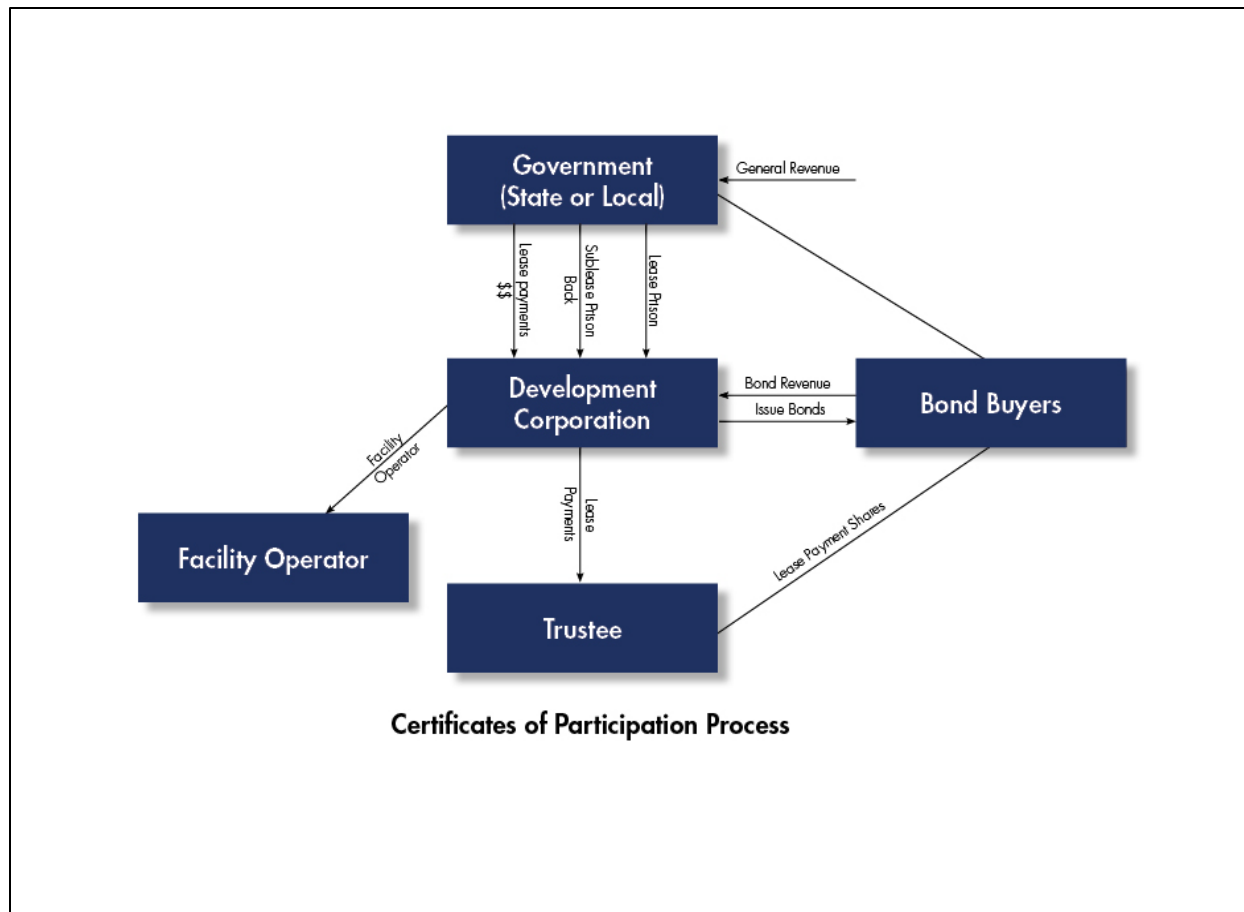 Government
(State or Local)
General Revenue
Lease payments
$$
Sublease Prison
Back
Lease Prison
Development
Corporation
Bond Revenue
Issue Bonds
Bond Buyers
Facility
Operator
Lease
Payments
Lease Payment Shares
Facility Operator
Trustee
Certificates of Participation Process